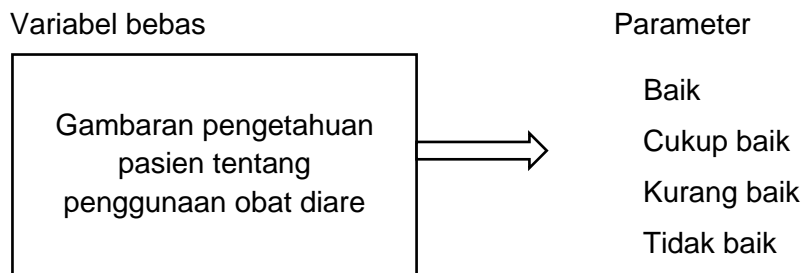 Variabel bebas
Parameter
Gambaran pengetahuan
pasien tentang
penggunaan obat diare
Baik
Cukup baik
Kurang baik
Tidak baik